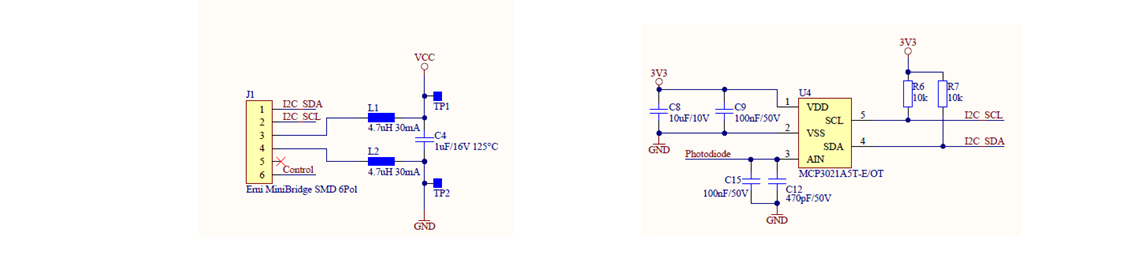 VCC
J1
1
I2C_SDA
2
I2C_SCL
3
4
5
6
Control
Erni MiniBridge SMD 6Pol
L1
4.7uH 30mA
L2
4.7uH 30mA
TP1
C4
1uF/16V 125°C
TP2
GND
3V3
C8
10uF/10V
C9
100nF/50V
GND
Photodiode
C15
100nF/50V
C12
470pF/50V
GND
U4
1
VDD
2
VSS
3
AIN
SCL
5
SDA
4
MCP3021A5T-E/OT
3V3
R6
10k
R7
10k
I2C_SCL
I2C_SDA